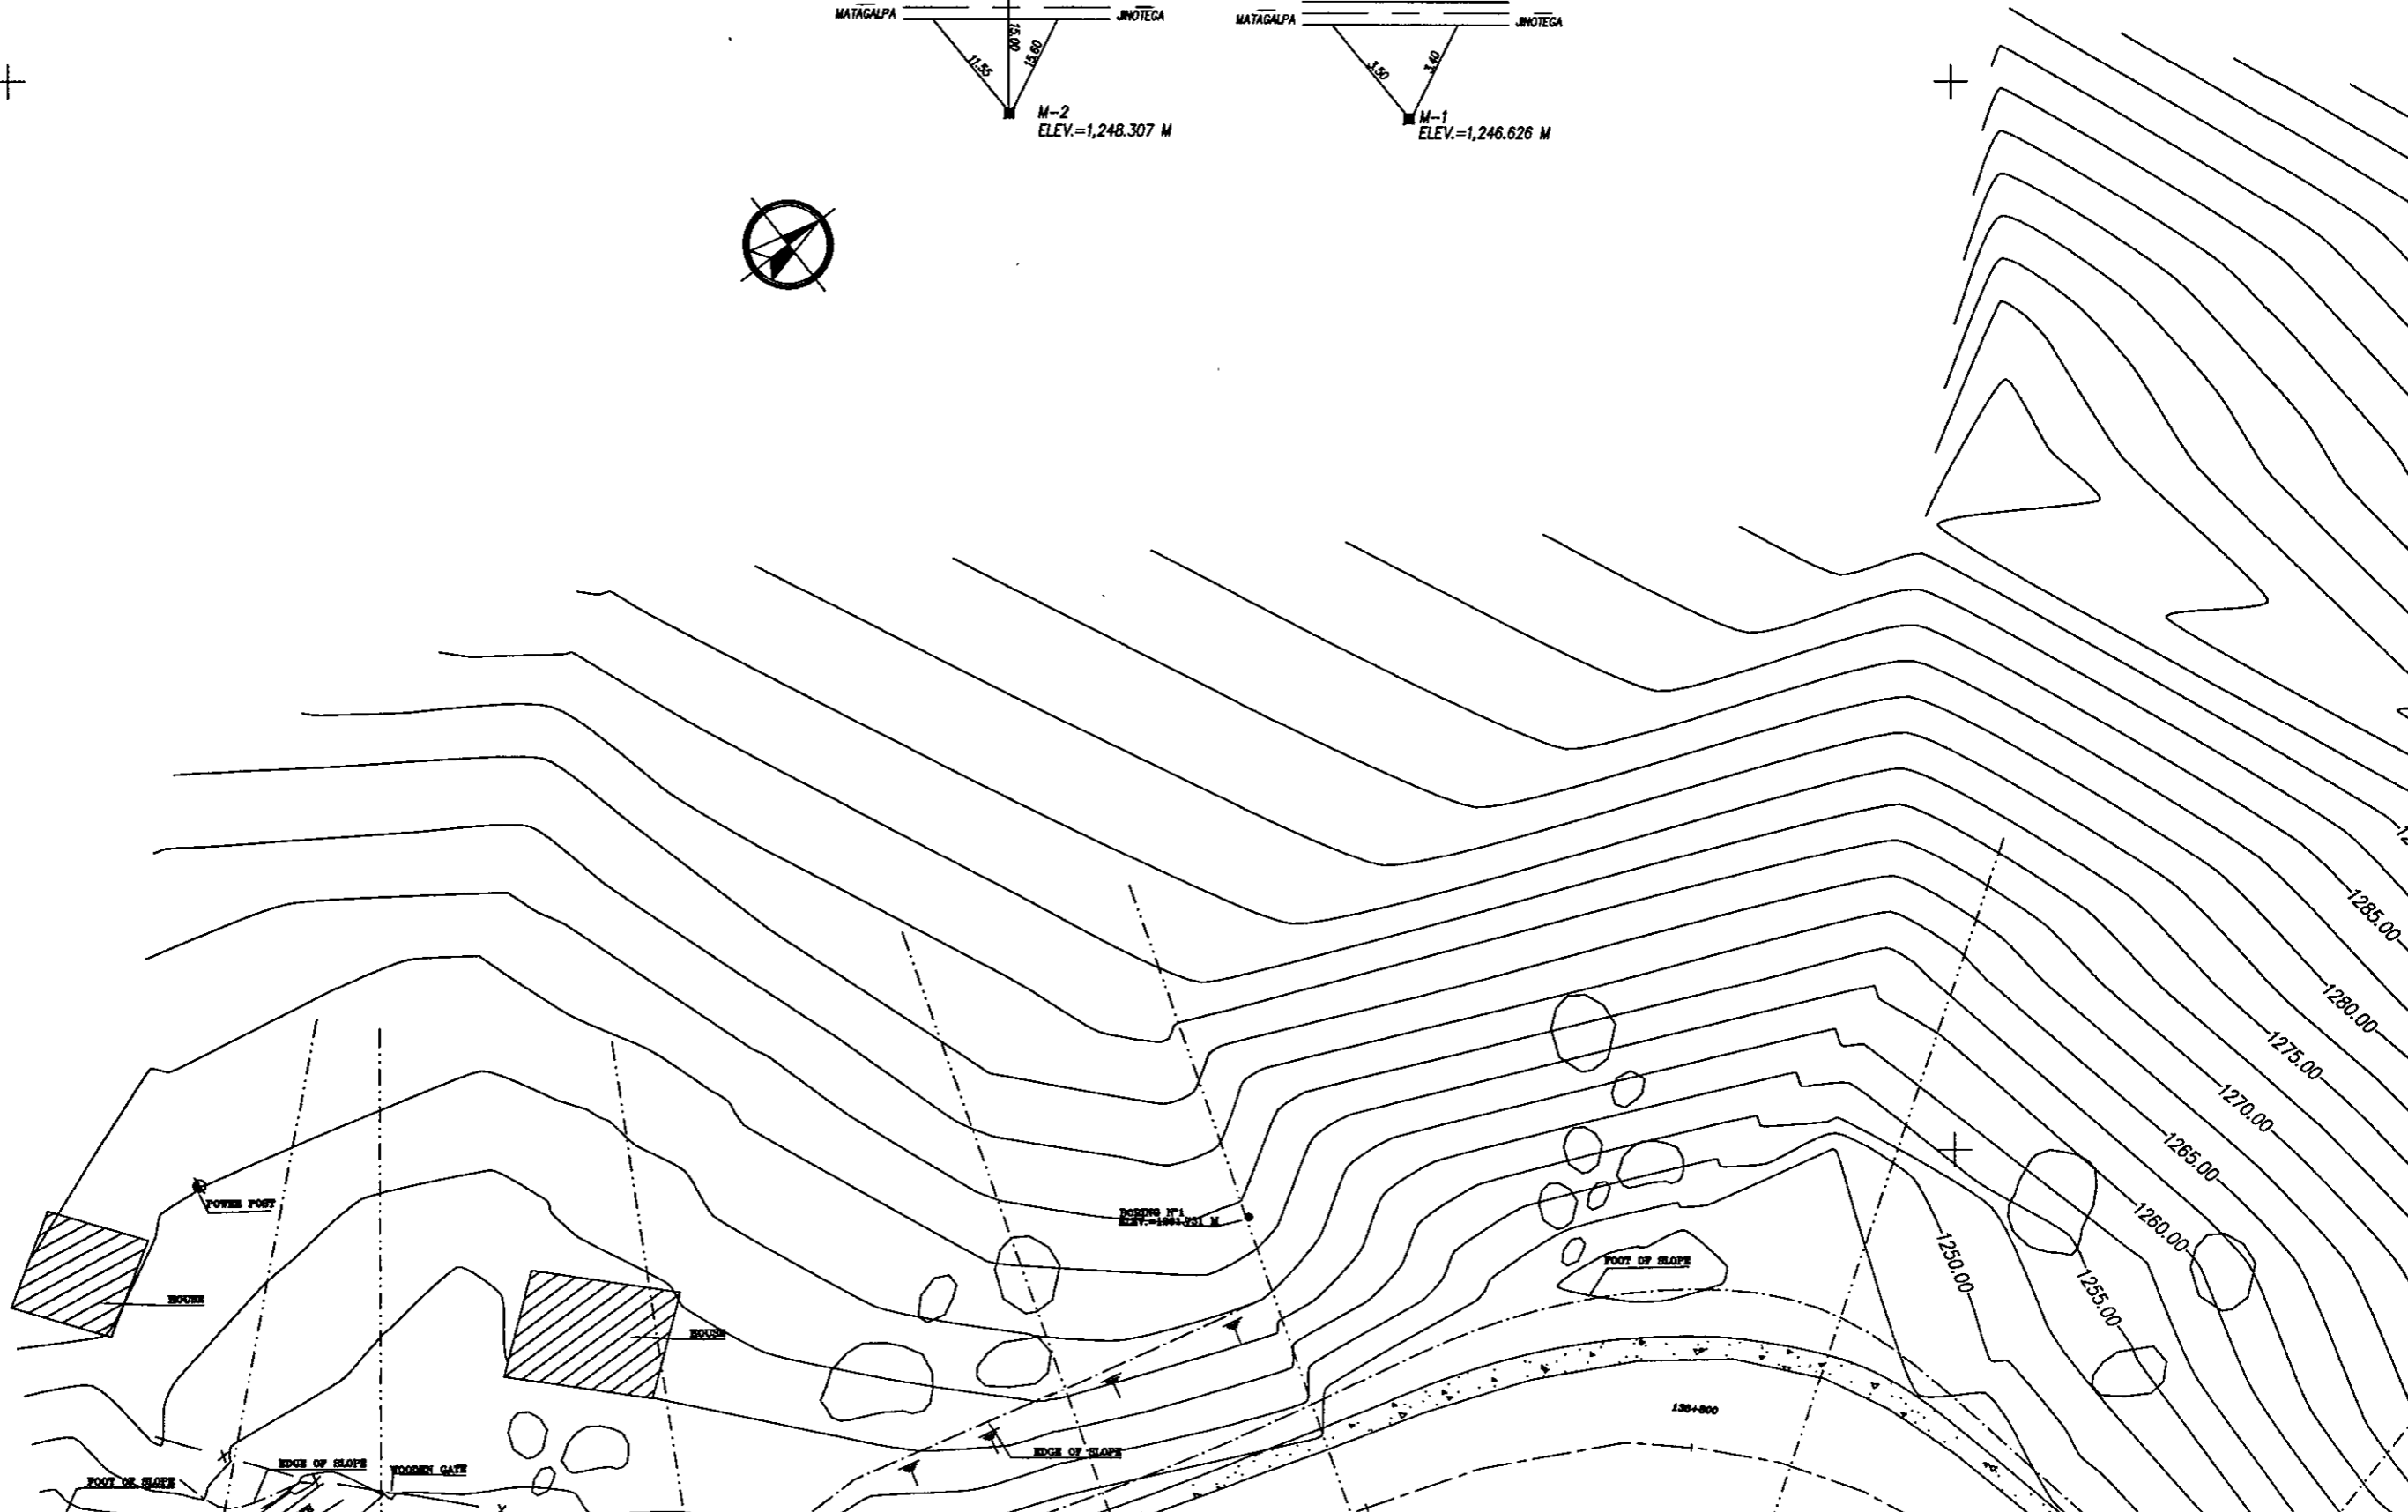 MATAGALPA JINOTEGA
15.00
11.55
15.60
M-2
ELEV.=1,248.307 M
MATAGALPA JINOTEGA
3.50
3.40
M-1
ELEV.=1,246.626 M
1285.00
1280.00
1275.00
1270.00
1265.00
1260.00
1255.00
1250.00
POWER POST
BORING Nº1
HOUSE
HOUSE
FOOT OF SLOPE
136+800
EDGE OF SLOPE
EDGE OF SLOPE
WOODEN GATE
FOOT OF SLOPE